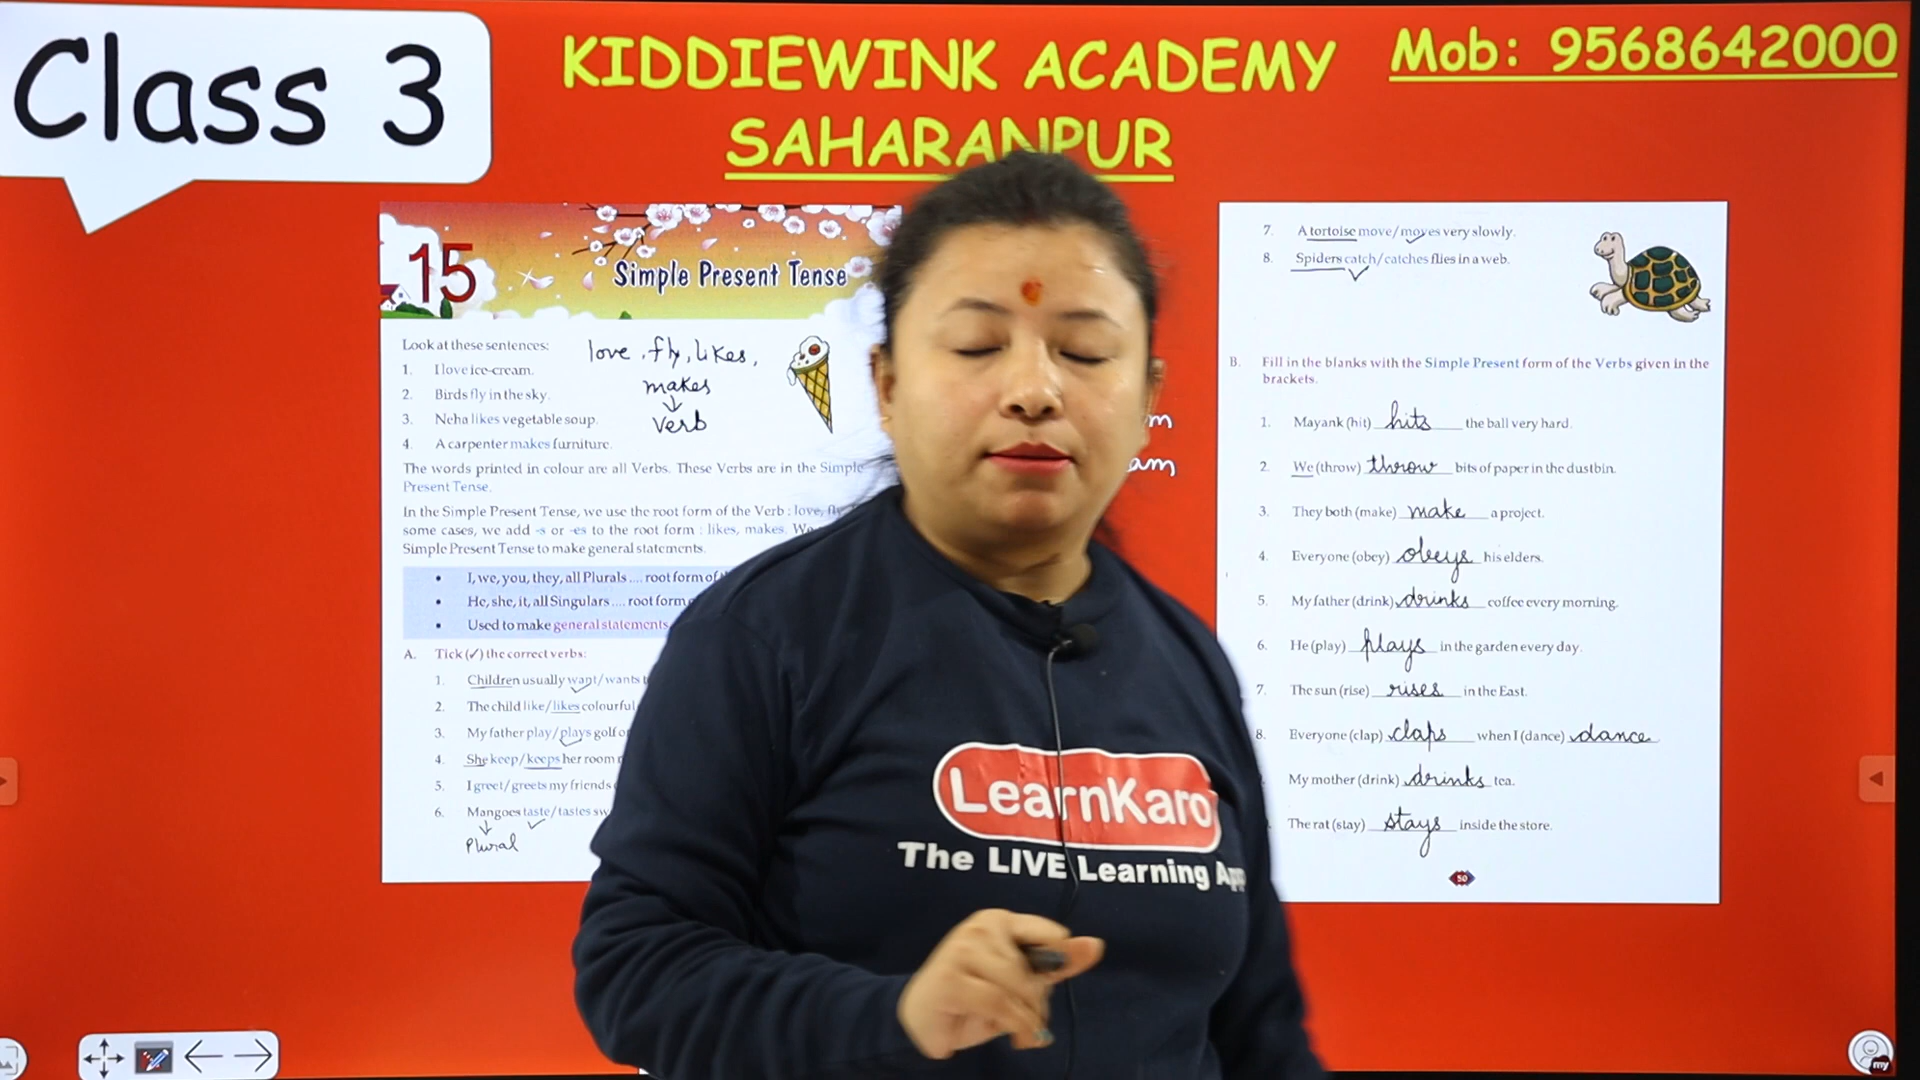 Class 3
KIDDIEWINK ACADEMY
SAHARANPUR
Mob: 9568642000
15
Simple Present Tense
Look at these sentences:
1. I love ice-cream.
2. Birds fly in the sky.
3. Neha likes vegetable soup.
4. A carpenter makes furniture.
love, fly, likes,
makes
↓
Verb
The words printed in colour are all Verbs. These Verbs are in the Simple
Present Tense.
In the Simple Present Tense, we use the root form of the Verb : love, fly
some cases, we add -s or -es to the root form : likes, makes. We
Simple Present Tense to make general statements.
• I, we, you, they, all Plurals .... root form of
• He, she, it, all Singulars .... root form
• Used to make general statements
A. Tick (✓) the correct verbs:
1. Children usually want/wants
2. The child like/likes colourful
3. My father play/plays golf
4. She keep/keeps her room
5. I greet/greets my friends
6. Mangoes taste/tastes
↓
Plural
am
7. A tortoise move/moves very slowly.
8. Spiders catch/catches flies in a web.
B. Fill in the blanks with the Simple Present form of the Verbs given in the
brackets.
1. Mayank (hit) hits the ball very hard.
2. We (throw) throw bits of paper in the dustbin.
3. They both (make) make a project.
4. Everyone (obey) obeys his elders.
5. My father (drink) drinks coffee every morning.
6. He (play) plays in the garden every day.
7. The sun (rise) rises in the East.
8. Everyone (clap) claps when I (dance) dance
My mother (drink) drinks tea.
The rat (stay) stays inside the store.
50
LearnKaro
The LIVE Learning App
my